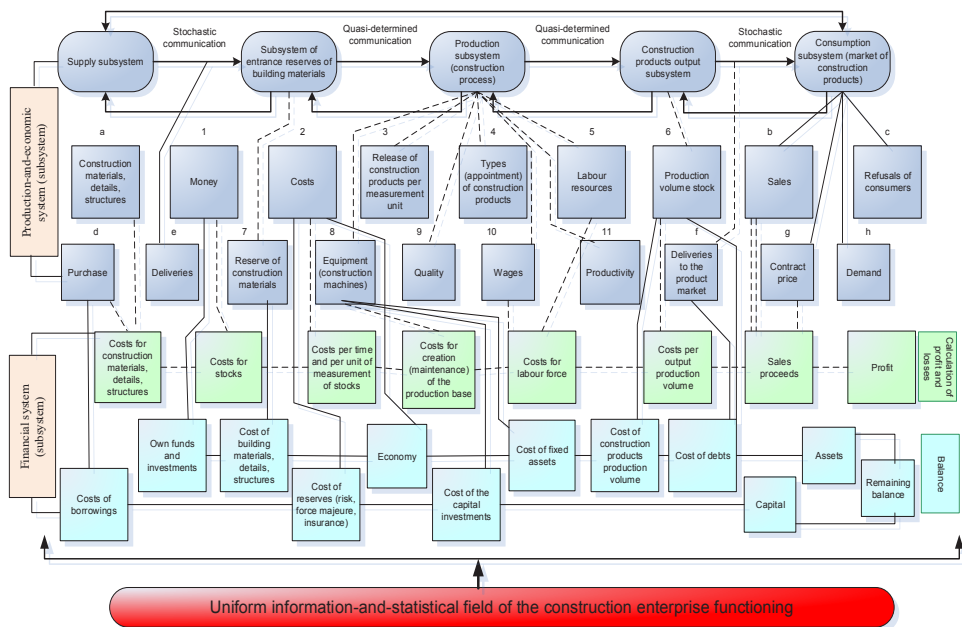 Stochastic
communication
Quasi-determined
communication
Quasi-determined
communication
Stochastic
communication
Supply subsystem
Subsystem of
entrance reserves of
building materials
Production
subsystem
(construction
process)
Construction
products output
subsystem
Consumption
subsystem (market of
construction
products)
Production-and-economic
system (subsystem)
a
1
2
3
4
5
6
b
c
Construction
materials,
details,
structures
Money
Costs
Release of
construction
products per
measurement
unit
Types
(appointment)
of construction
products
Labour
resources
Production
volume stock
Sales
Refusals of
consumers
d
e
7
8
9
10
11
f
g
h
Purchase
Deliveries
Reserve of
construction
materials
Equipment
(construction
machines)
Quality
Wages
Productivity
Deliveries
to the
product
market
Contract
price
Demand
Financial system
(subsystem)
Costs for
construction
materials,
details,
structures
Costs for
stocks
Costs per time
and per unit of
measurement
of stocks
Costs for
creation
(maintenance)
of the
production base
Costs for
labour force
Costs per
output
production
volume
Sales
proceeds
Profit
Calculation of
profit and
losses
Own funds
and
investments
Cost of
building
materials,
details,
structures
Economy
Cost of fixed
assets
Cost of
construction
products
production
volume
Cost of debts
Assets
Balance
Costs of
borrowings
Cost of
reserves (risk,
force majeure,
insurance)
Cost of the
capital
investments
Capital
Remaining
balance
Uniform information-and-statistical field of the construction enterprise functioning